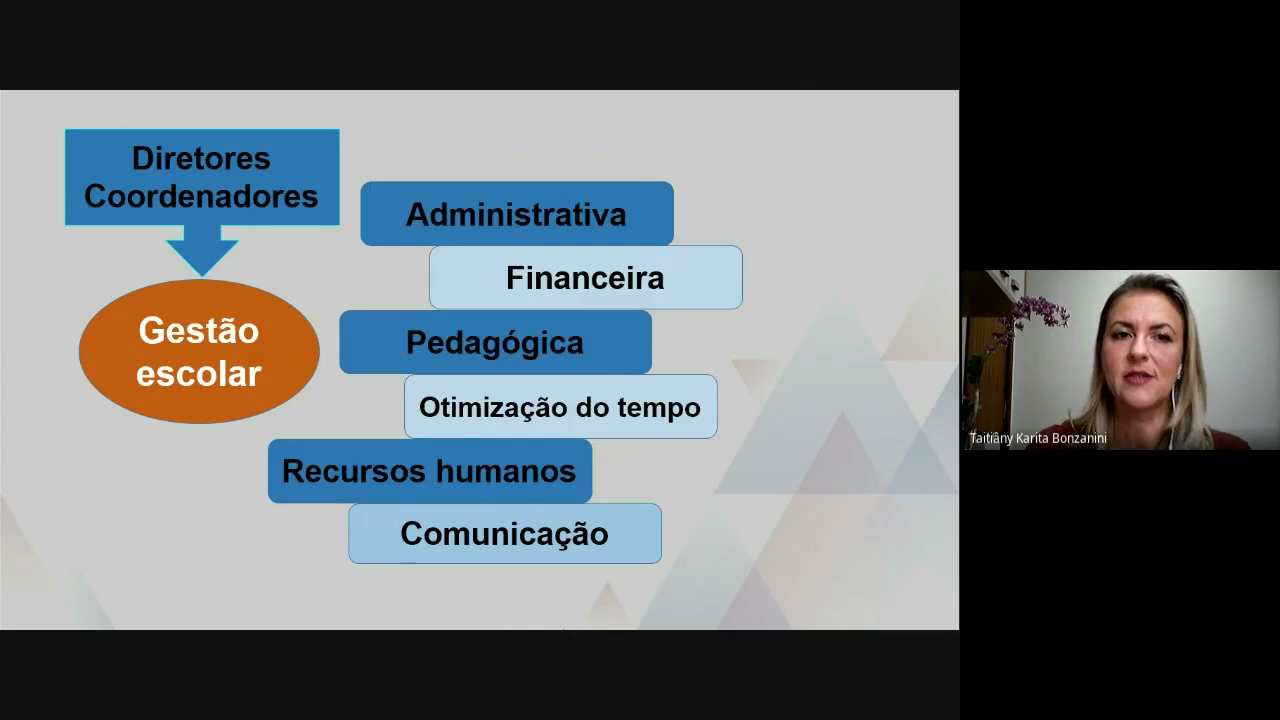 Diretores
Coordenadores
Gestão
escolar
Administrativa
Financeira
Pedagógica
Otimização do tempo
Recursos humanos
Comunicação
Taitiâny Karita Bonzanini